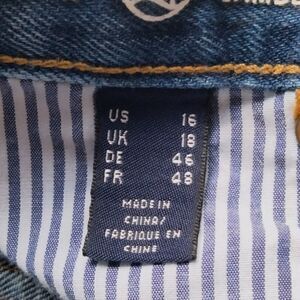 US 16
UK 18
DE 46
FR 48
MADE IN
CHINA/
FABRIQUE EN
CHINE